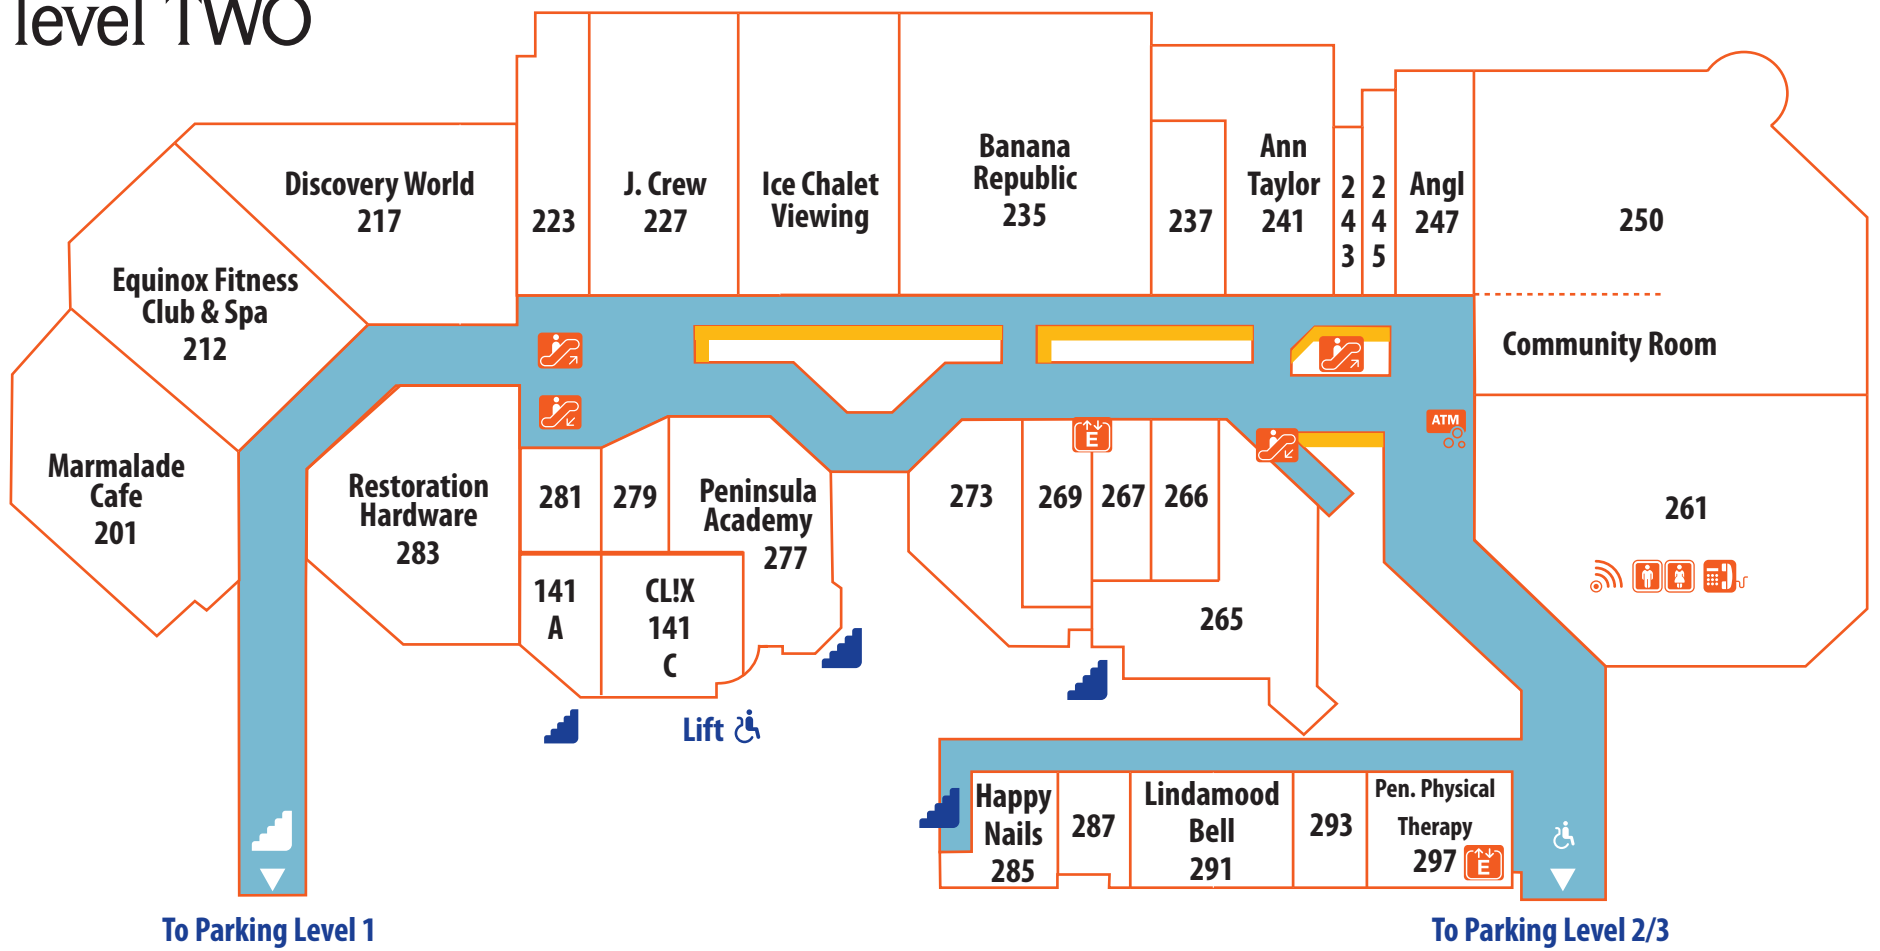 level TWO
Discovery World
217
223
J. Crew
227
Ice Chalet
Viewing
Banana
Republic
235
237
Ann
Taylor
241
2
4
3
2
4
5
Angl
247
250
Community Room
Equinox Fitness
Club & Spa
212
Marmalade
Cafe
201
Restoration
Hardware
283
281
279
Peninsula
Academy
277
141
A
CL!X
141
C
273
269
E
267
266
265
ATM
261
Lift
Happy
Nails
285
287
Lindamood
Bell
291
293
Pen. Physical
Therapy
297
E
To Parking Level 1
To Parking Level 2/3